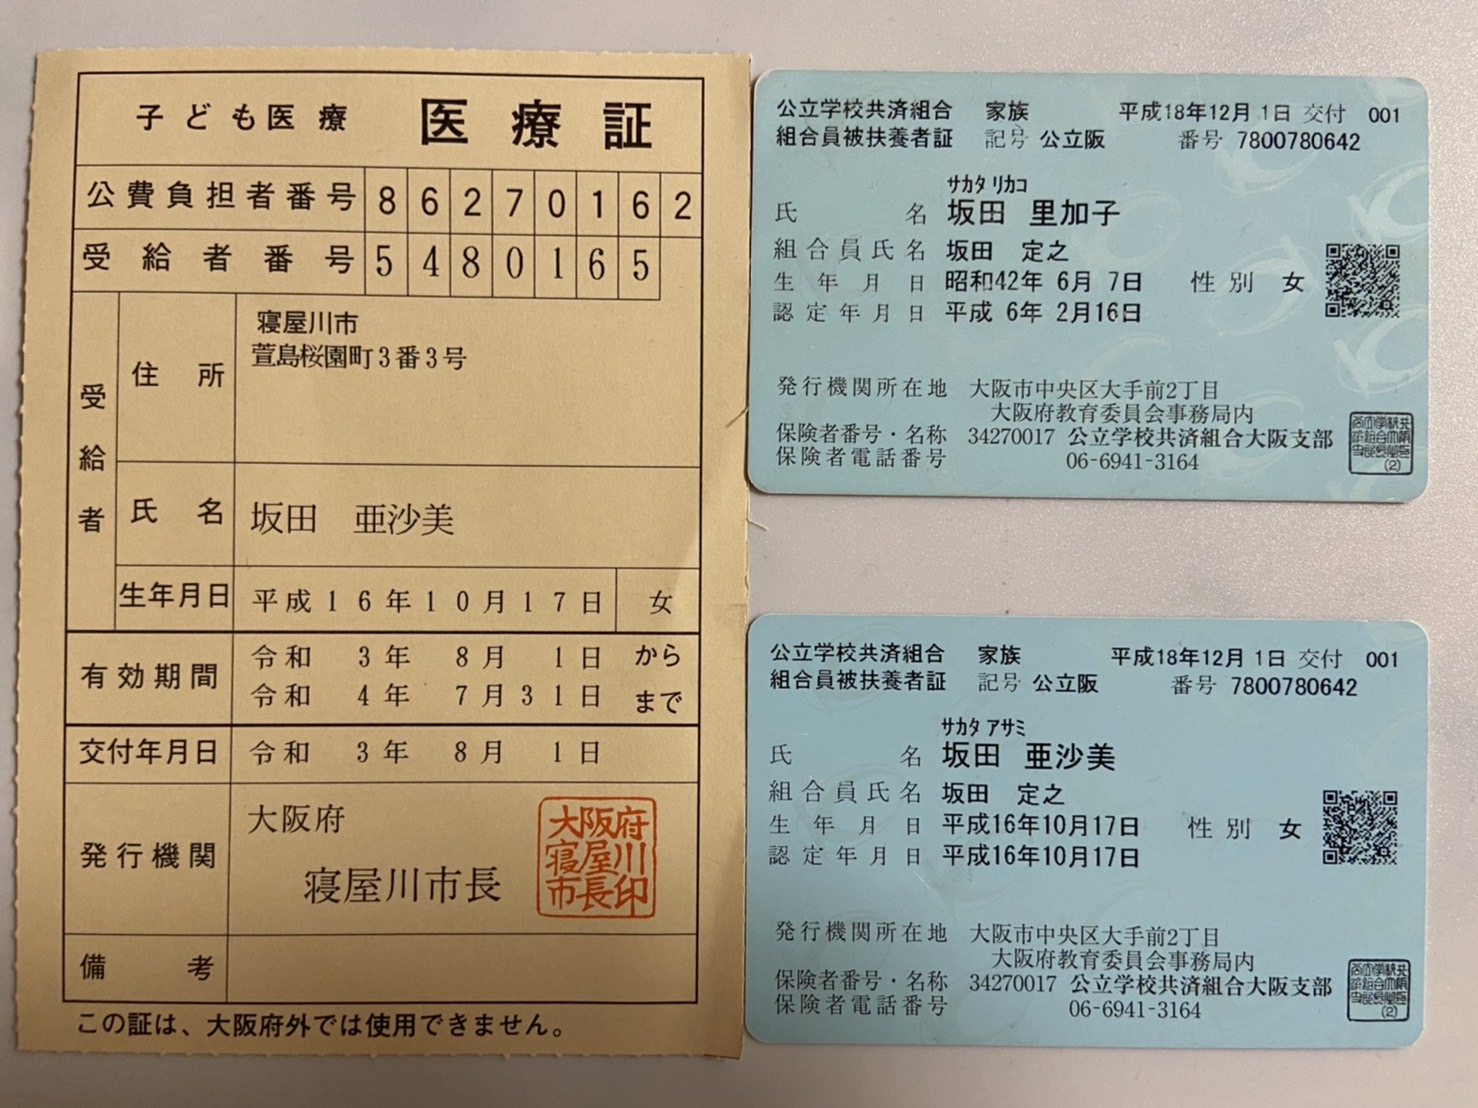 子ども医療 医療証
公費負担者番号 8 6 2 7 0 1 6 2
受給者番号 5 4 8 0 1 6 5
受給者
住所
寝屋川市
萱島桜園町3番3号
氏名 坂田 亜沙美
生年月日 平成16年10月17日 女
有効期間
令和 3年 8月 1日 から
令和 4年 7月31日 まで
交付年月日 令和 3年 8月 1日
発行機関
大阪府
寝屋川市長
大阪府
寝屋川
市長印
備考
この証は、大阪府外では使用できません。
公立学校共済組合 家族 平成18年12月 1日 交付 001
組合員被扶養者証 記号 公立阪 番号 7800780642
サカタ リカコ
氏名 坂田 里加子
組合員氏名 坂田 定之
生年月日 昭和42年 6月 7日 性別 女
認定年月日 平成 6年 2月16日
発行機関所在地 大阪市中央区大手前2丁目
大阪府教育委員会事務局内
保険者番号・名称 34270017 公立学校共済組合大阪支部
保険者電話番号 06-6941-3164
公立学校共済組合 家族 平成18年12月 1日 交付 001
組合員被扶養者証 記号 公立阪 番号 7800780642
サカタ アサミ
氏名 坂田 亜沙美
組合員氏名 坂田 定之
生年月日 平成16年10月17日 性別 女
認定年月日 平成16年10月17日
発行機関所在地 大阪市中央区大手前2丁目
大阪府教育委員会事務局内
保険者番号・名称 34270017 公立学校共済組合大阪支部
保険者電話番号 06-6941-3164